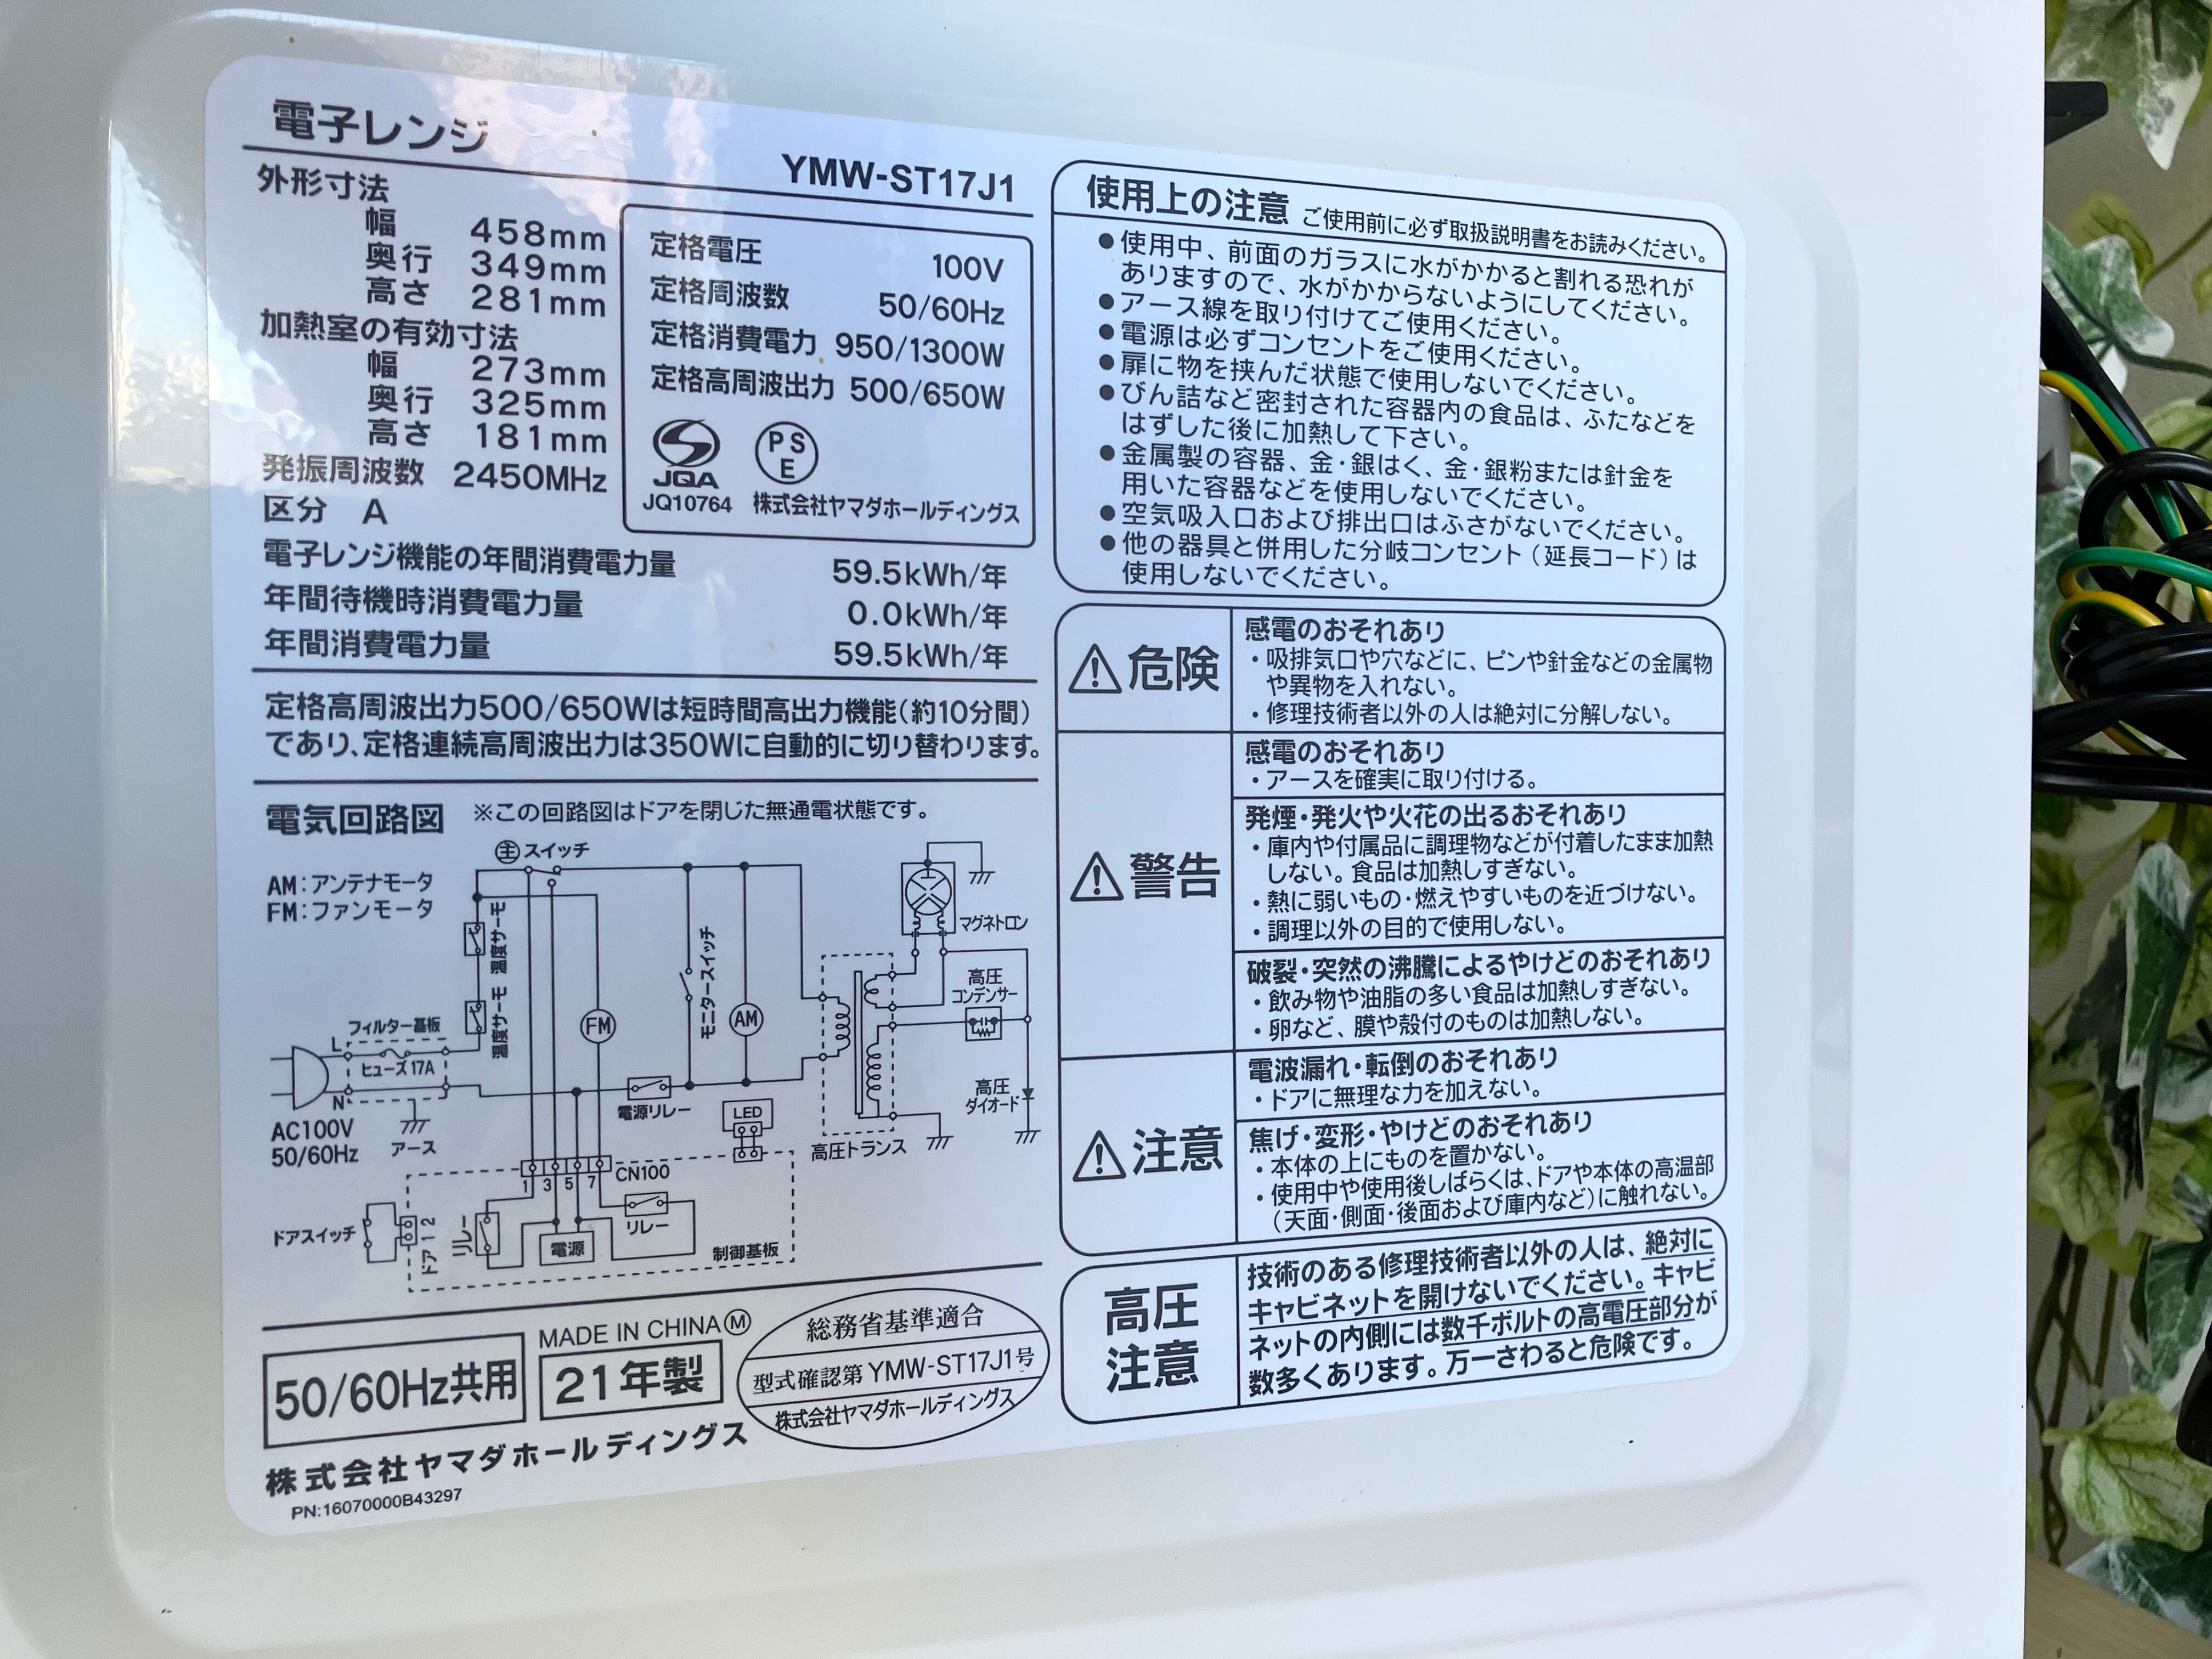 電子レンジ
YMW-ST17J1
外形寸法
幅 458mm
奥行 349mm
高さ 281mm
加熱室の有効寸法
幅 273mm
奥行 325mm
高さ 181mm
発振周波数 2450MHz
区分 A
定格電圧 100V
定格周波数 50/60Hz
定格消費電力 950/1300W
定格高周波出力 500/650W
JQA
JQ10764
PS
E
株式会社ヤマダホールディングス
電子レンジ機能の年間消費電力量 59.5kWh/年
年間待機時消費電力量 0.0kWh/年
年間消費電力量 59.5kWh/年
定格高周波出力500/650Wは短時間高出力機能(約10分間)
であり、定格連続高周波出力は350Wに自動的に切り替わります。
電気回路図 ※この回路図はドアを閉じた無通電状態です。
AM:アンテナモータ
FM:ファンモータ
主スイッチ
温度サーモ
温度サーモ
フィルター基板
L
ヒューズ17A
N
AC100V
50/60Hz
アース
FM
モニタースイッチ
AM
電源リレー
LED
マグネトロン
高圧
コンデンサー
高圧
ダイオード
高圧トランス
CN100
1 3 5 7
ドアスイッチ
ドア12
リレー
電源
リレー
制御基板
50/60Hz共用
MADE IN CHINA Ⓜ
21年製
総務省基準適合
型式確認第YMW-ST17J1号
株式会社ヤマダホールディングス
株式会社ヤマダホールディングス
PN:16070000B43297
使用上の注意 ご使用前に必ず取扱説明書をお読みください。
●使用中、前面のガラスに水がかかると割れる恐れが
ありますので、水がかからないようにしてください。
●アース線を取り付けてご使用ください。
●電源は必ずコンセントをご使用ください。
●扉に物を挟んだ状態で使用しないでください。
●びん詰など密封された容器内の食品は、ふたなどを
はずした後に加熱して下さい。
●金属製の容器、金・銀はく、金・銀粉または針金を
用いた容器などを使用しないでください。
●空気吸入口および排出口はふさがないでください。
●他の器具と併用した分岐コンセント(延長コード)は
使用しないでください。
⚠危険
感電のおそれあり
・吸排気口や穴などに、ピンや針金などの金属物
や異物を入れない。
・修理技術者以外の人は絶対に分解しない。
⚠警告
感電のおそれあり
・アースを確実に取り付ける。
発煙・発火や火花の出るおそれあり
・庫内や付属品に調理物などが付着したまま加熱
しない。食品は加熱しすぎない。
・熱に弱いもの・燃えやすいものを近づけない。
・調理以外の目的で使用しない。
破裂・突然の沸騰によるやけどのおそれあり
・飲み物や油脂の多い食品は加熱しすぎない。
・卵など、膜や殻付のものは加熱しない。
⚠注意
電波漏れ・転倒のおそれあり
・ドアに無理な力を加えない。
焦げ・変形・やけどのおそれあり
・本体の上にものを置かない。
・使用中や使用後しばらくは、ドアや本体の高温部
(天面・側面・後面および庫内など)に触れない。
高圧
注意
技術のある修理技術者以外の人は、絶対に
キャビネットを開けないでください。キャビ
ネットの内側には数千ボルトの高電圧部分が
数多くあります。万一さわると危険です。